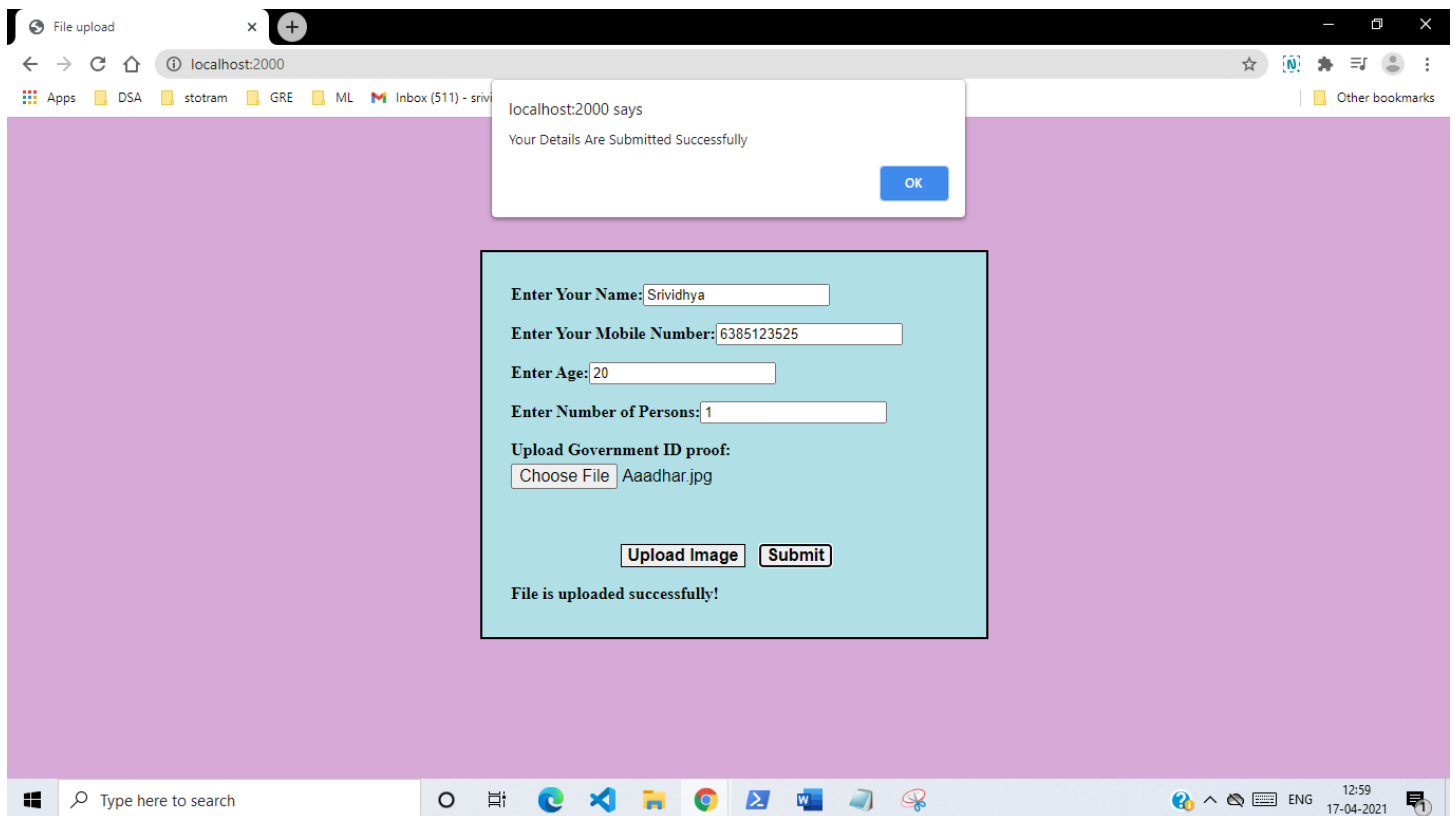 File upload
localhost:2000
Apps DSA stotram GRE ML Inbox (511) - srivi Other bookmarks
localhost:2000 says
Your Details Are Submitted Successfully
OK
Enter Your Name: Srividhya
Enter Your Mobile Number: 6385123525
Enter Age: 20
Enter Number of Persons: 1
Upload Government ID proof:
Choose File Aaadhar.jpg
Upload Image Submit
File is uploaded successfully!
Type here to search
ENG
12:59
17-04-2021
1